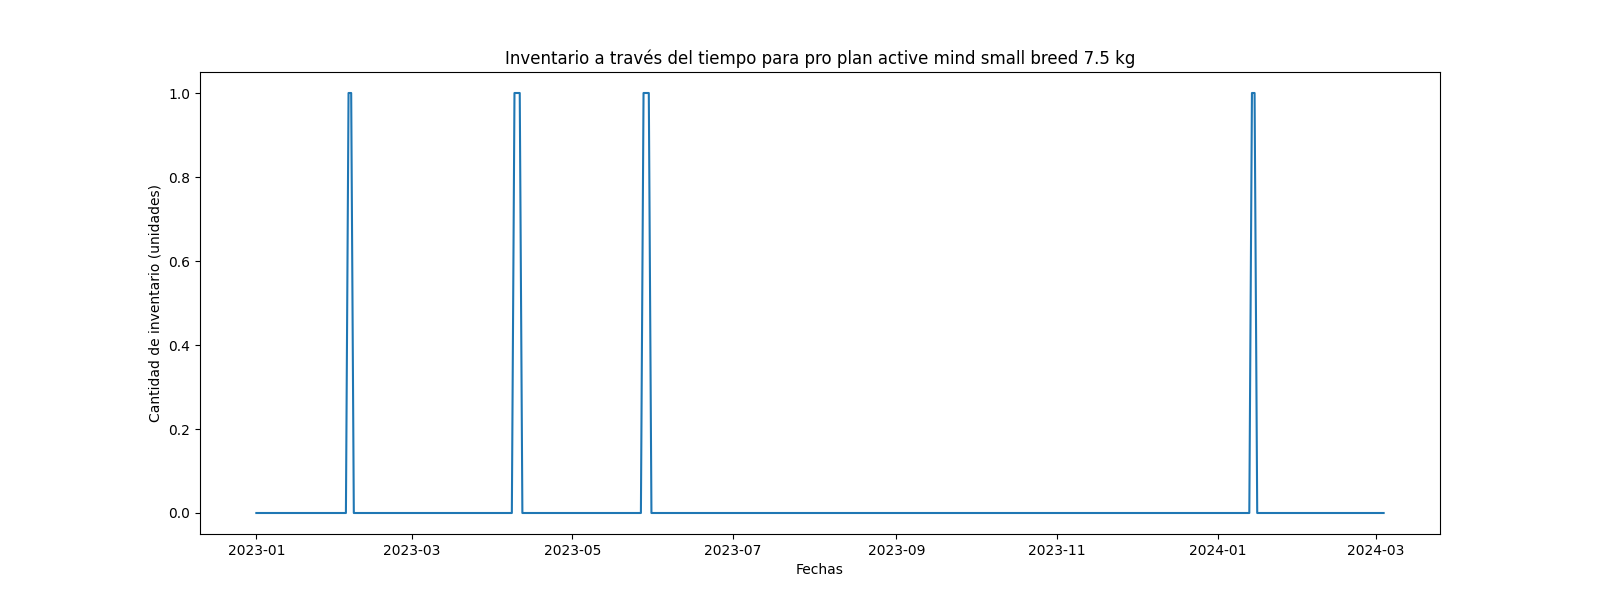 Inventario a través del tiempo para pro plan active mind small breed 7.5 kg
Cantidad de inventario (unidades)
1.0
0.8
0.6
0.4
0.2
0.0
2023-01 2023-03 2023-05 2023-07 2023-09 2023-11 2024-01 2024-03
Fechas